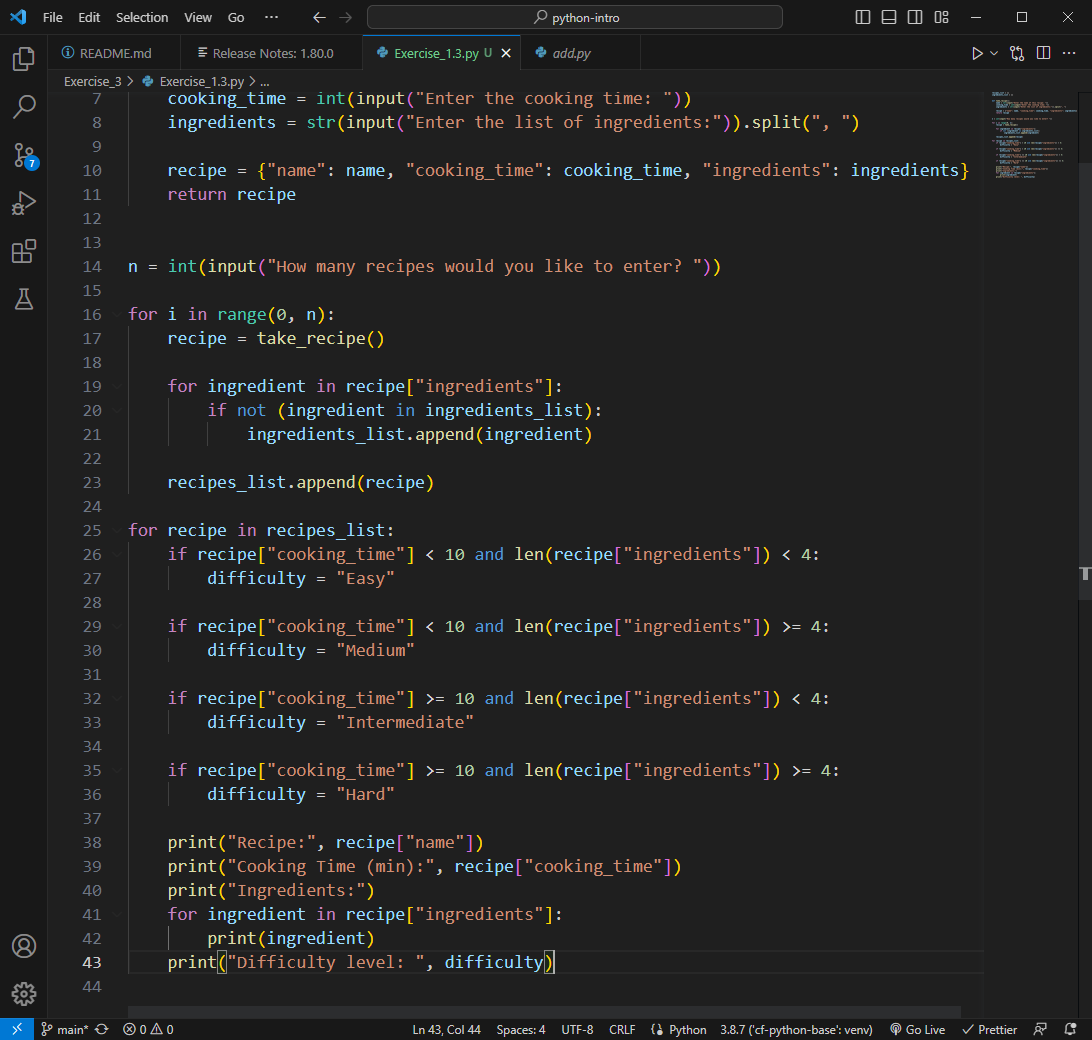 File Edit Selection View Go ··· python-intro
README.md Release Notes: 1.80.0 Exercise_1.3.py U add.py
Exercise_3 > Exercise_1.3.py > ...
7 cooking_time = int(input("Enter the cooking time: "))
8 ingredients = str(input("Enter the list of ingredients:")).split(", ")
9
10 recipe = {"name": name, "cooking_time": cooking_time, "ingredients": ingredients}
11 return recipe
12
13
14 n = int(input("How many recipes would you like to enter? "))
15
16 for i in range(0, n):
17 recipe = take_recipe()
18
19 for ingredient in recipe["ingredients"]:
20 if not (ingredient in ingredients_list):
21 ingredients_list.append(ingredient)
22
23 recipes_list.append(recipe)
24
25 for recipe in recipes_list:
26 if recipe["cooking_time"] < 10 and len(recipe["ingredients"]) < 4:
27 difficulty = "Easy"
28
29 if recipe["cooking_time"] < 10 and len(recipe["ingredients"]) >= 4:
30 difficulty = "Medium"
31
32 if recipe["cooking_time"] >= 10 and len(recipe["ingredients"]) < 4:
33 difficulty = "Intermediate"
34
35 if recipe["cooking_time"] >= 10 and len(recipe["ingredients"]) >= 4:
36 difficulty = "Hard"
37
38 print("Recipe:", recipe["name"])
39 print("Cooking Time (min):", recipe["cooking_time"])
40 print("Ingredients:")
41 for ingredient in recipe["ingredients"]:
42 print(ingredient)
43 print("Difficulty level: ", difficulty)
44
7
main* 0 0 Ln 43, Col 44 Spaces: 4 UTF-8 CRLF Python 3.8.7 ('cf-python-base': venv) Go Live Prettier